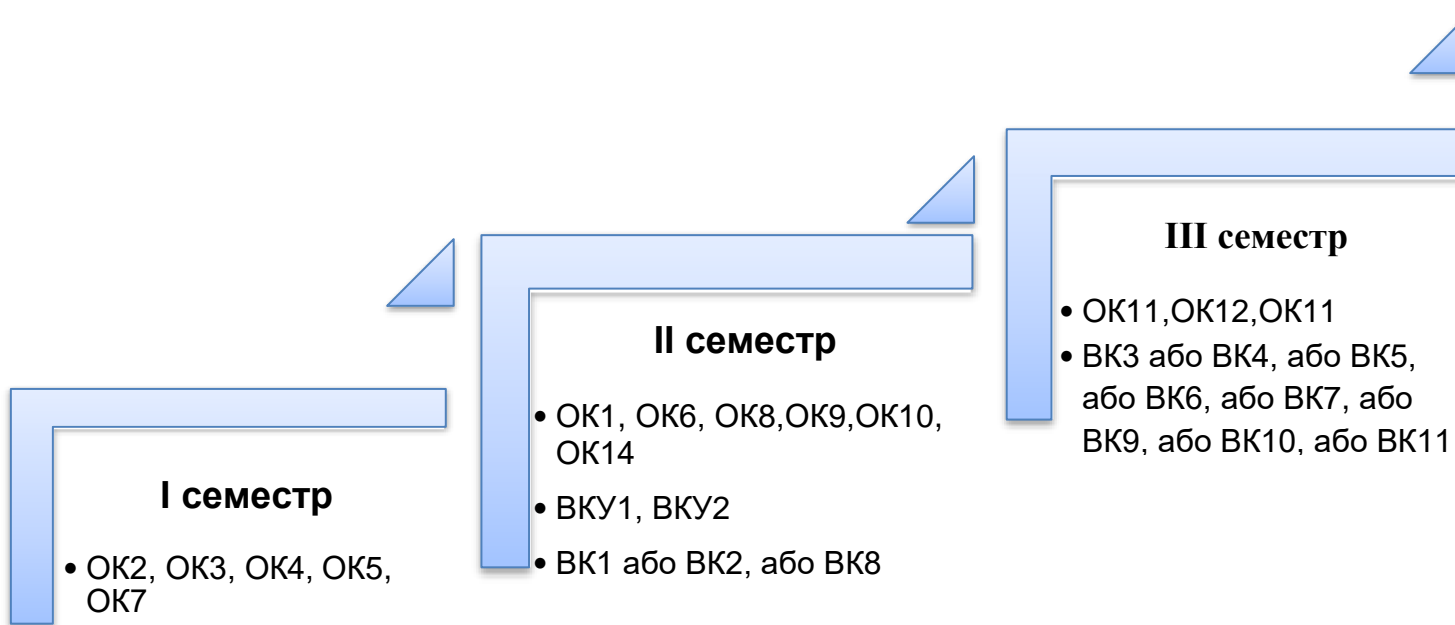 I семестр
• ОК2, ОК3, ОК4, ОК5,
ОК7
II семестр
• ОК1, ОК6, ОК8,ОК9,ОК10,
ОК14
• ВКУ1, ВКУ2
• ВК1 або ВК2, або ВК8
III семестр
• ОК11,ОК12,ОК11
• ВК3 або ВК4, або ВК5,
або ВК6, або ВК7, або
ВК9, або ВК10, або ВК11